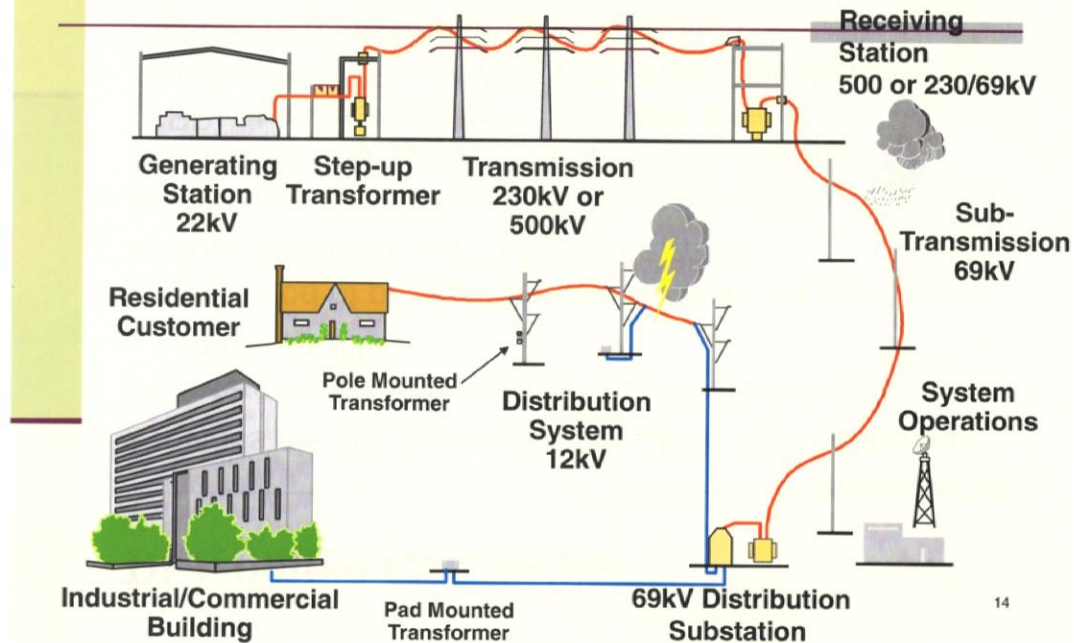 Receiving
Station
500 or 230/69kV
Generating
Station
22kV
Step-up
Transformer
Transmission
230kV or
500kV
Sub-
Transmission
69kV
Residential
Customer
Pole Mounted
Transformer
Distribution
System
12kV
System
Operations
Industrial/Commercial
Building
Pad Mounted
Transformer
69kV Distribution
Substation
14